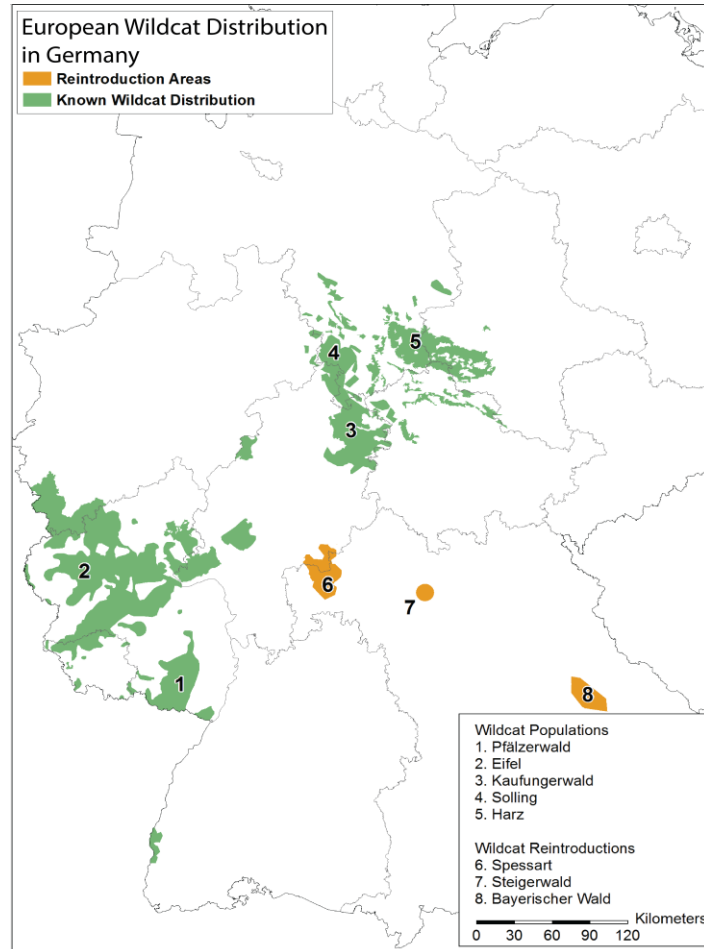 European Wildcat Distribution
in Germany
Reintroduction Areas
Known Wildcat Distribution
5
4
3
2
6
7
1
8
Wildcat Populations
1. Pfälzerwald
2. Eifel
3. Kaufungerwald
4. Solling
5. Harz
Wildcat Reintroductions
6. Spessart
7. Steigerwald
8. Bayerischer Wald
Kilometers
0 30 60 90 120